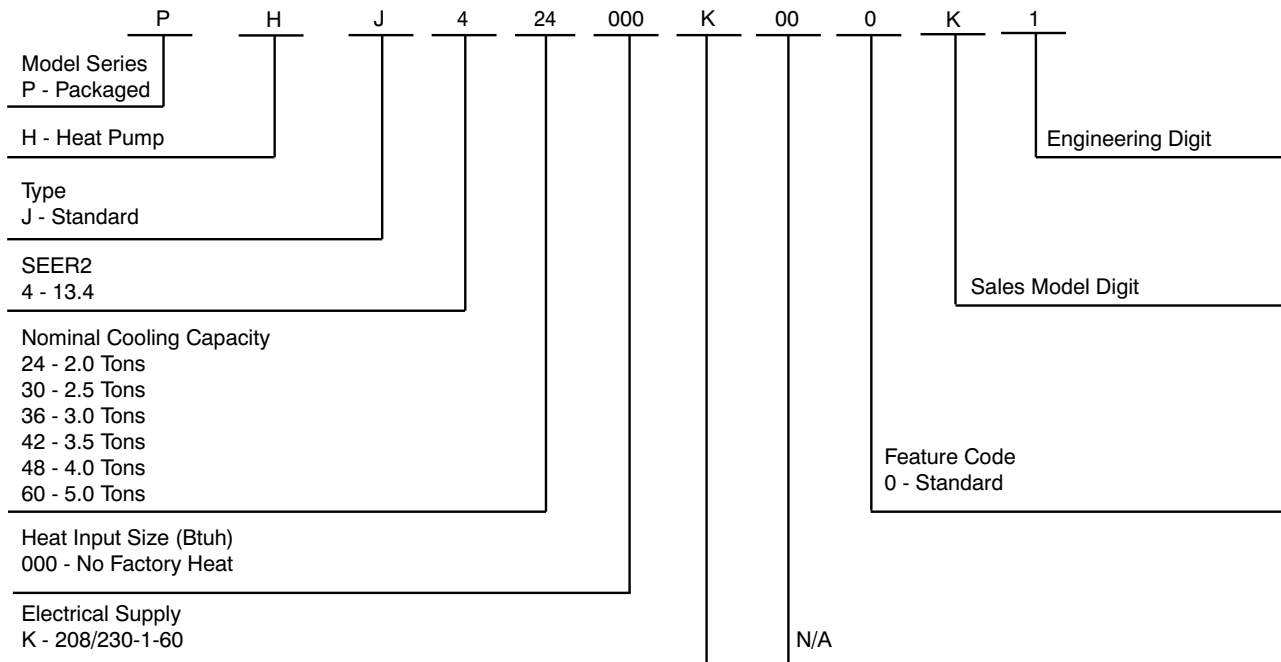 P H J 4 24 000 K 00 0 K 1
Model Series
P - Packaged
H - Heat Pump
Engineering Digit
Type
J - Standard
SEER2
4 - 13.4
Sales Model Digit
Nominal Cooling Capacity
24 - 2.0 Tons
30 - 2.5 Tons
36 - 3.0 Tons
42 - 3.5 Tons
48 - 4.0 Tons
60 - 5.0 Tons
Feature Code
0 - Standard
Heat Input Size (Btuh)
000 - No Factory Heat
Electrical Supply
K - 208/230-1-60
N/A